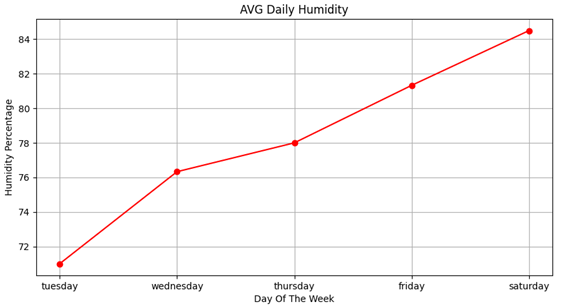 AVG Daily Humidity
Humidity Percentage
84
82
80
78
76
74
72
tuesday wednesday thursday friday saturday
Day Of The Week